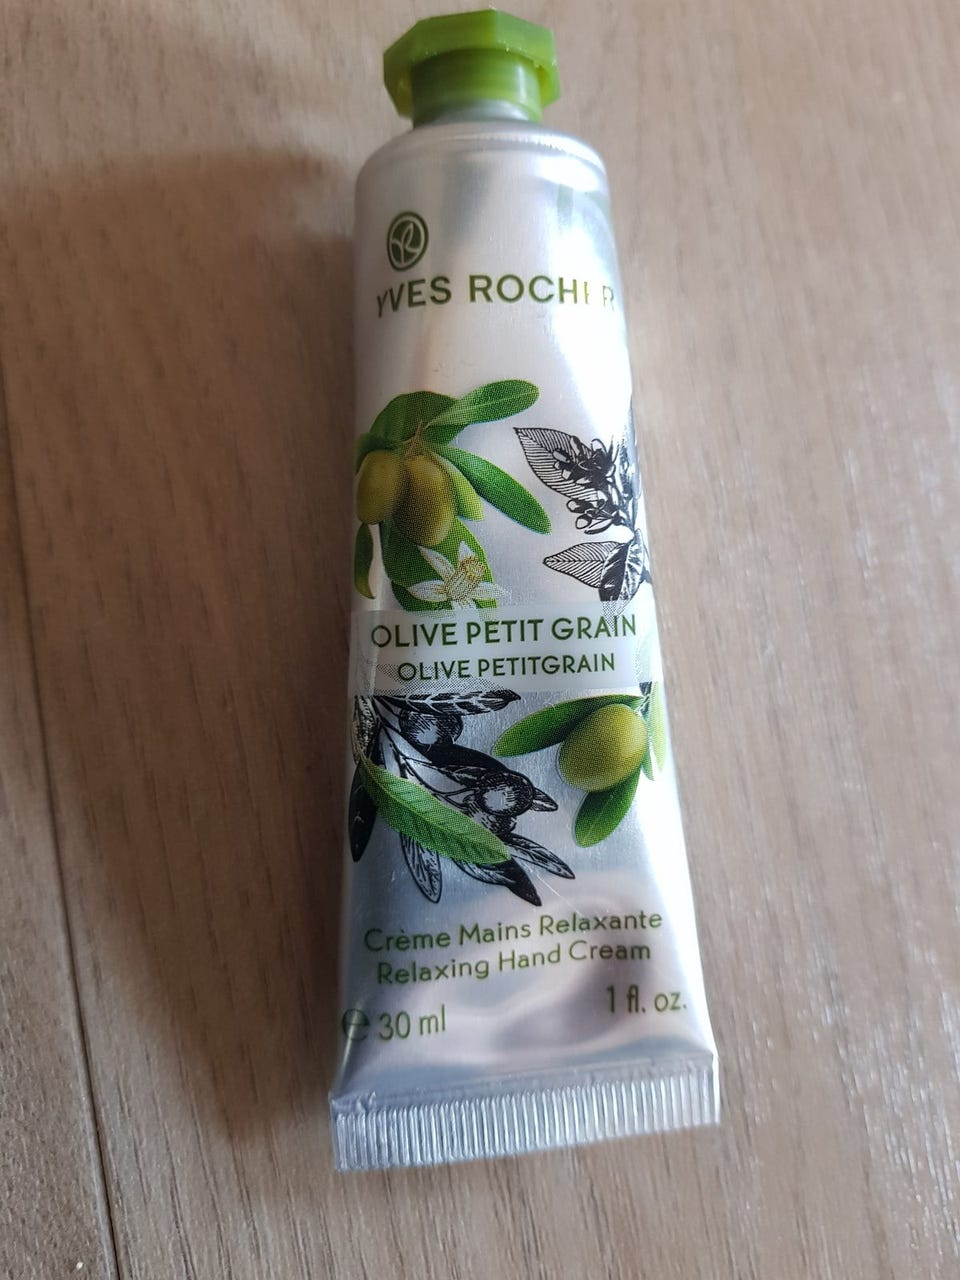 YVES ROCHER
OLIVE PETIT GRAIN
OLIVE PETITGRAIN
Crème Mains Relaxante
Relaxing Hand Cream
℮ 30 ml 1 fl. oz.